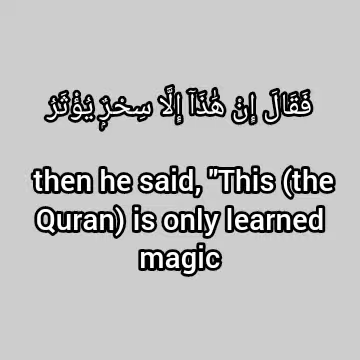 فَقَالَ إِنْ هَٰذَآ إِلَّا سِحْرٌ يُؤْثَرُ
then he said, "This (the
Quran) is only learned
magic